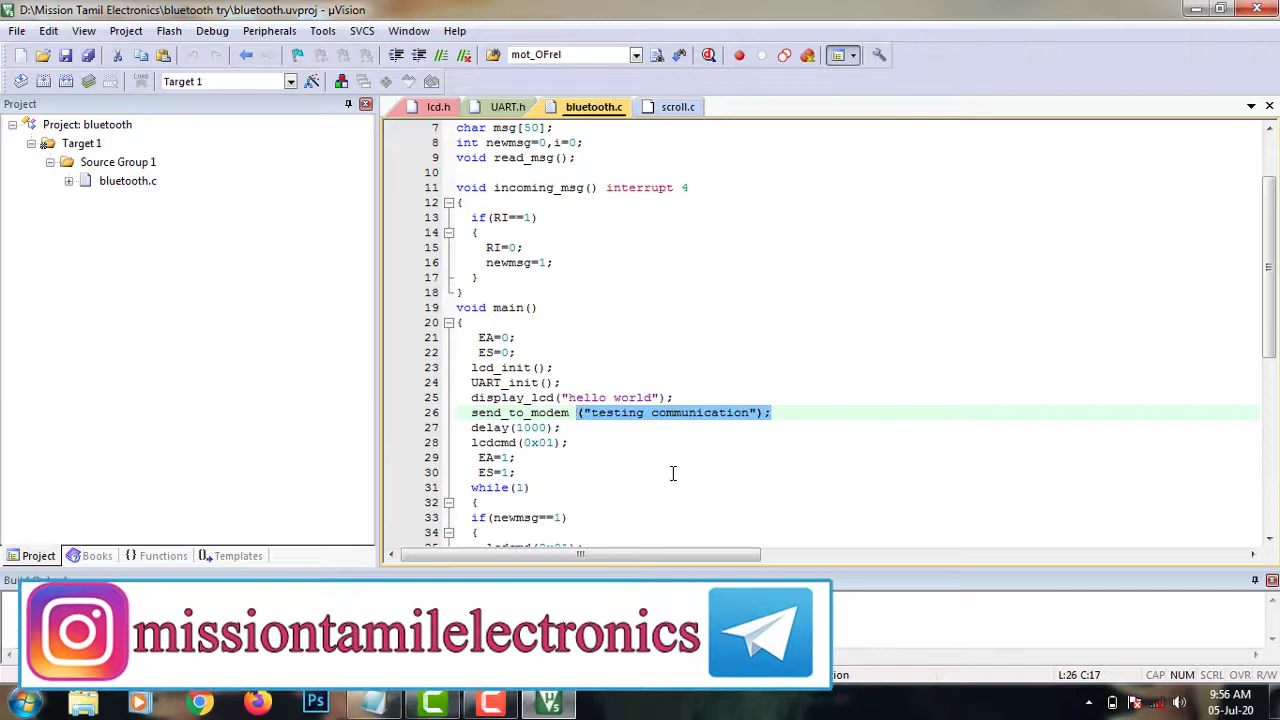 D:\Mission Tamil Electronics\bluetooth try\bluetooth.uvproj - µVision
File Edit View Project Flash Debug Peripherals Tools SVCS Window Help
mot_OFrel
Target 1
Project
lcd.h UART.h bluetooth.c scroll.c
Project: bluetooth
Target 1
Source Group 1
bluetooth.c
7 char msg[50];
8 int newmsg=0,i=0;
9 void read_msg();
10
11 void incoming_msg() interrupt 4
12 {
13 if(RI==1)
14 {
15 RI=0;
16 newmsg=1;
17 }
18 }
19 void main()
20 {
21 EA=0;
22 ES=0;
23 lcd_init();
24 UART_init();
25 display_lcd("hello world");
26 send_to_modem ("testing communication");
27 delay(1000);
28 lcdcmd(0x01);
29 EA=1;
30 ES=1;
31 while(1)
32 {
33 if(newmsg==1)
34 {
Project Books {} Functions Templates
missiontamilelectronics
L:26 C:17 CAP NUM SCRL OVR R/W
Ps
9:56 AM
05-Jul-20